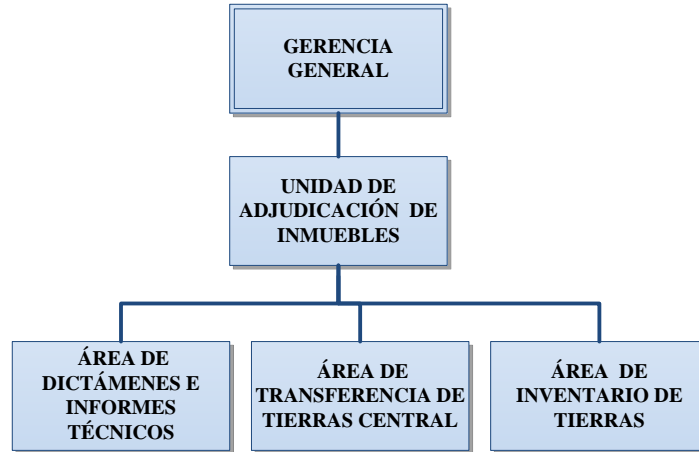 GERENCIA
GENERAL
UNIDAD DE
ADJUDICACIÓN DE
INMUEBLES
ÁREA DE
DICTÁMENES E
INFORMES
TÉCNICOS
ÁREA DE
TRANSFERENCIA DE
TIERRAS CENTRAL
ÁREA DE
INVENTARIO DE
TIERRAS